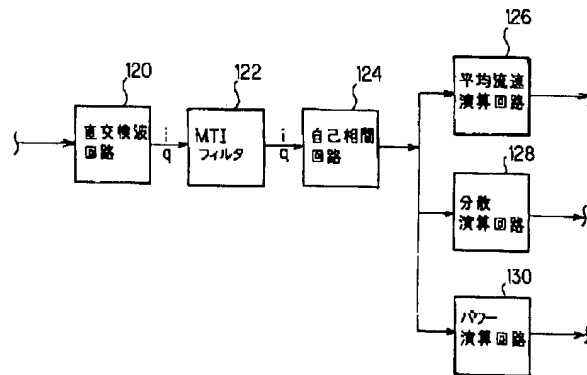 120
直交検波
回路
i
q
122
MTI
フィルタ
i
q
124
自己相関
回路
126
平均流速
演算回路
128
分散
演算回路
130
パワー
演算回路